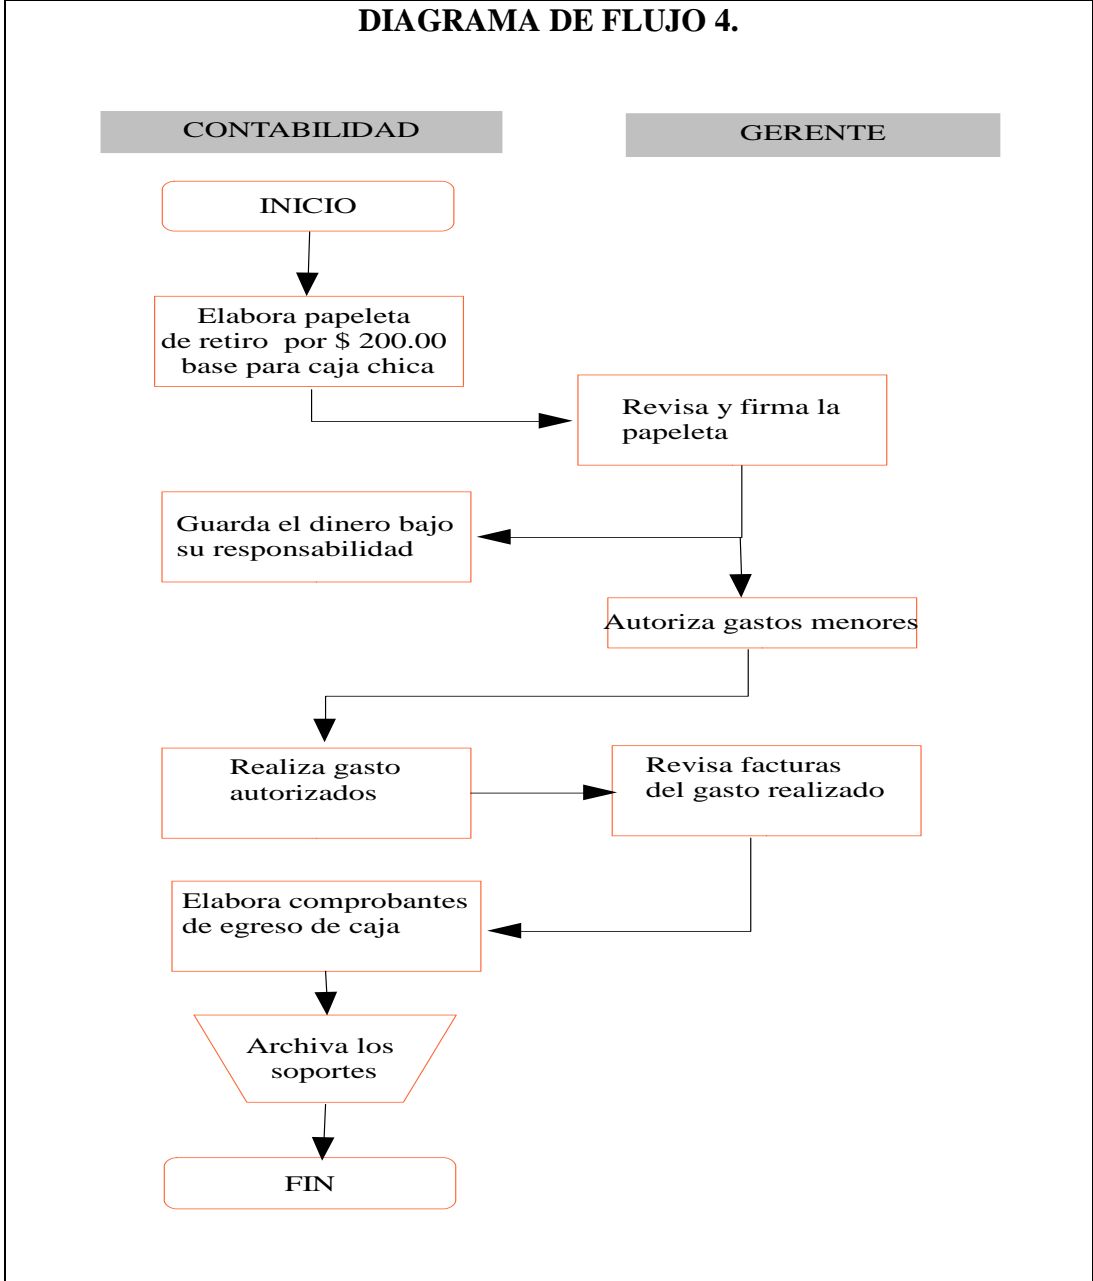 DIAGRAMA DE FLUJO 4.
CONTABILIDAD
GERENTE
INICIO
Elabora papeleta
de retiro por $ 200.00
base para caja chica
Revisa y firma la
papeleta
Guarda el dinero bajo
su responsabilidad
Autoriza gastos menores
Realiza gasto
autorizados
Revisa facturas
del gasto realizado
Elabora comprobantes
de egreso de caja
Archiva los
soportes
FIN